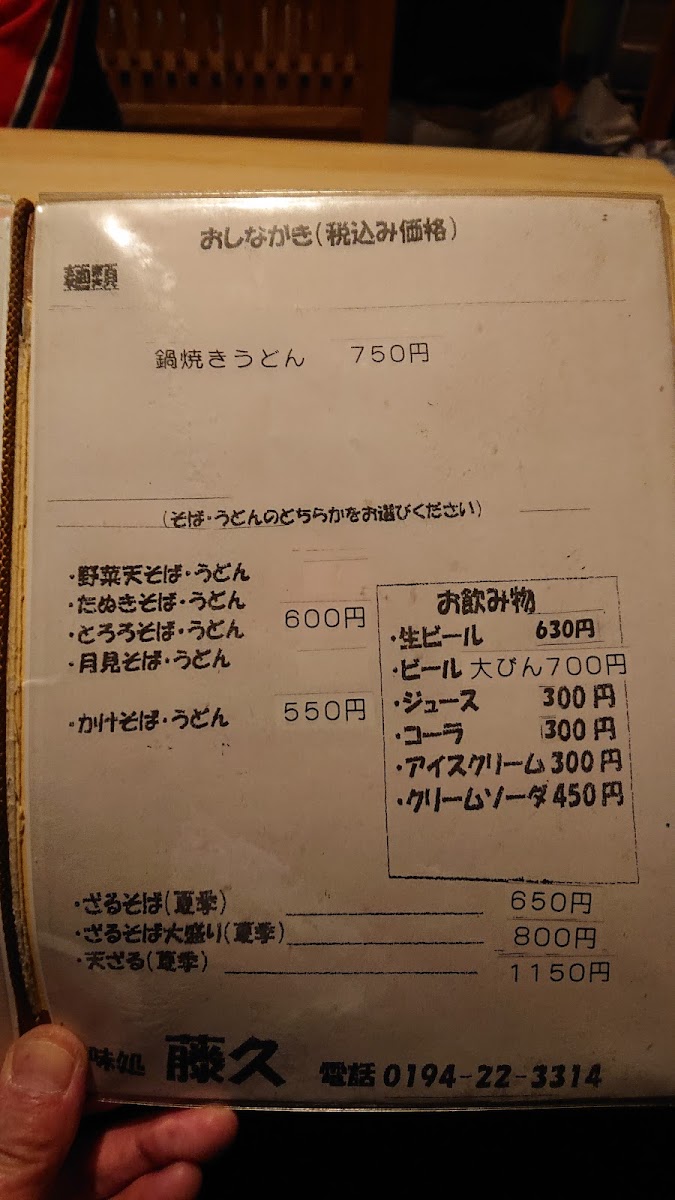 おしながき(税込み価格)
麺類
鍋焼きうどん 750円
(そば・うどんのどちらかをお選びください)
・野菜天そば・うどん
・たぬきそば・うどん
・とろろそば・うどん
・月見そば・うどん
600円
・かけそば・うどん 550円
お飲み物
・生ビール 630円
・ビール 大びん700円
・ジュース 300円
・コーラ 300円
・アイスクリーム 300円
・クリームソーダ 450円
・ざるそば(夏季) 650円
・ざるそば大盛り(夏季) 800円
・天ざる(夏季) 1150円
味処 藤久 電話 0194-22-3314